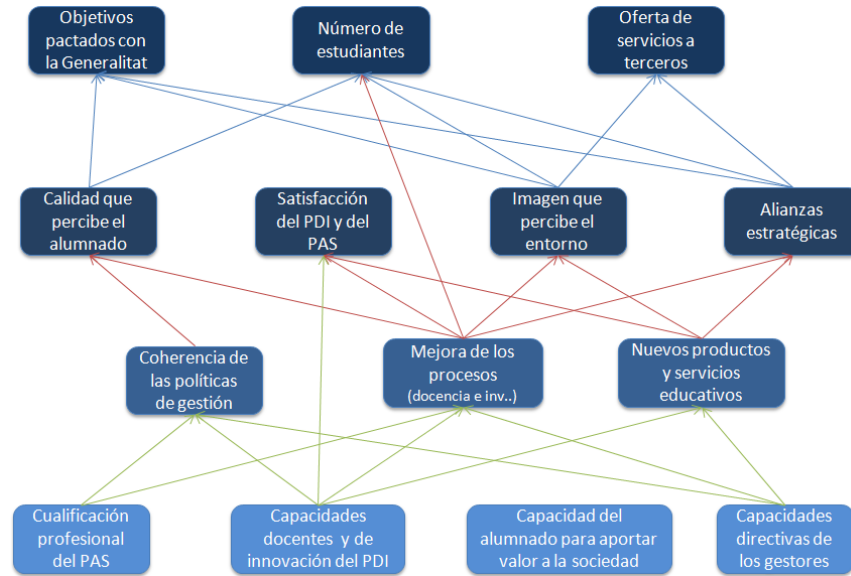 Objetivos
pactados con
la Generalitat
Número de
estudiantes
Oferta de
servicios a
terceros
Calidad que
percibe el
alumnado
Satisfacción
del PDI y del
PAS
Imagen que
percibe el
entorno
Alianzas
estratégicas
Coherencia de
las políticas
de gestión
Mejora de los
procesos
(docencia e inv..)
Nuevos productos
y servicios
educativos
Cualificación
profesional
del PAS
Capacidades
docentes y de
innovación del PDI
Capacidad del
alumnado para aportar
valor a la sociedad
Capacidades
directivas de
los gestores